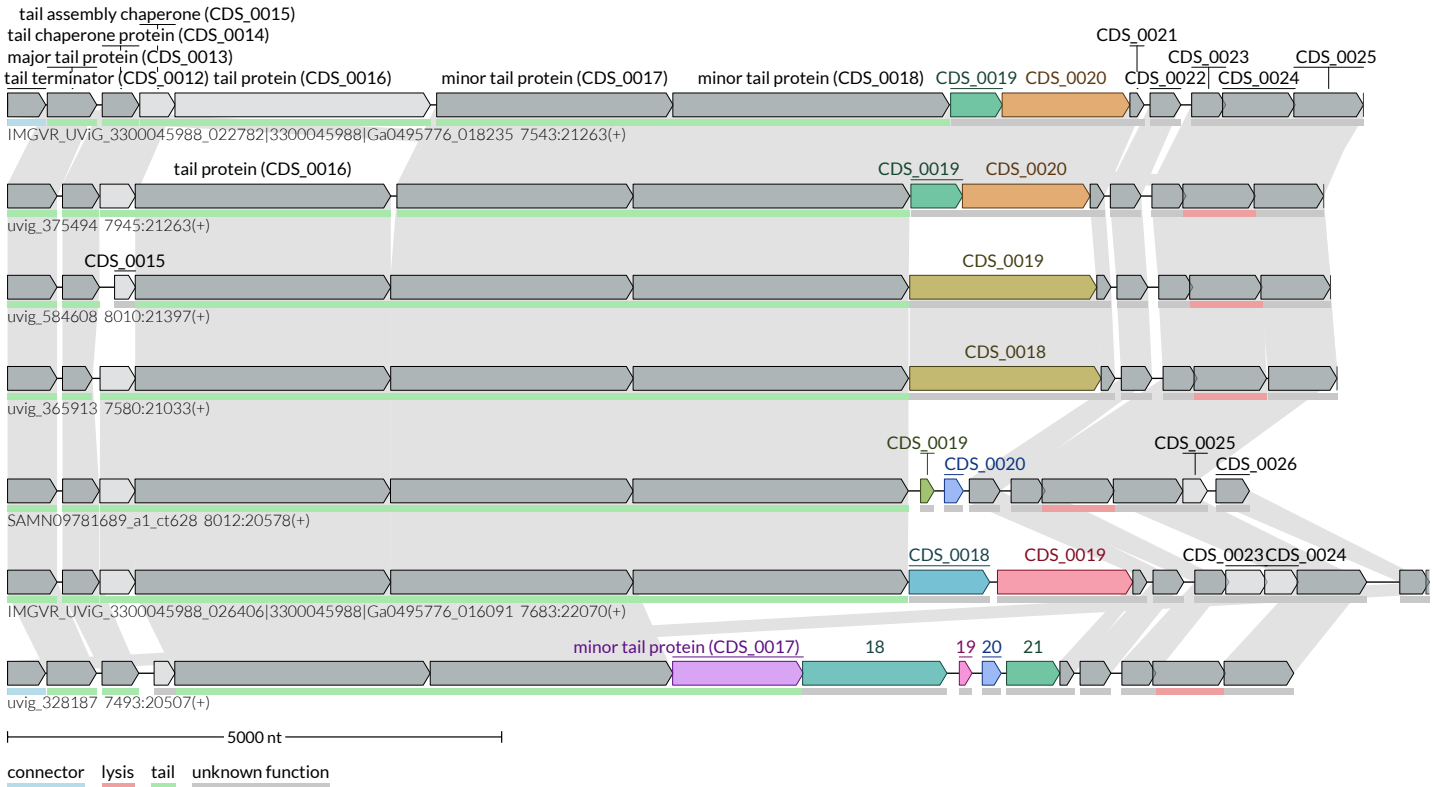 tail assembly chaperone (CDS_0015)
tail chaperone protein (CDS_0014)
major tail protein (CDS_0013)
CDS_0021
CDS_0023
CDS_0025
tail terminator (CDS_0012) tail protein (CDS_0016) minor tail protein (CDS_0017) minor tail protein (CDS_0018) CDS_0019 CDS_0020 CDS_0022 CDS_0024
IMGVR_UViG_3300045988_022782|3300045988|Ga0495776_018235 7543:21263(+)
tail protein (CDS_0016) CDS_0019 CDS_0020
uvig_375494 7945:21263(+)
CDS_0015 CDS_0019
uvig_584608 8010:21397(+)
CDS_0018
uvig_365913 7580:21033(+)
CDS_0019 CDS_0025
CDS_0020 CDS_0026
SAMN09781689_a1_ct628 8012:20578(+)
CDS_0018 CDS_0019 CDS_0023 CDS_0024
IMGVR_UViG_3300045988_026406|3300045988|Ga0495776_016091 7683:22070(+)
minor tail protein (CDS_0017) 18 19 20 21
uvig_328187 7493:20507(+)
5000 nt
connector lysis tail unknown function